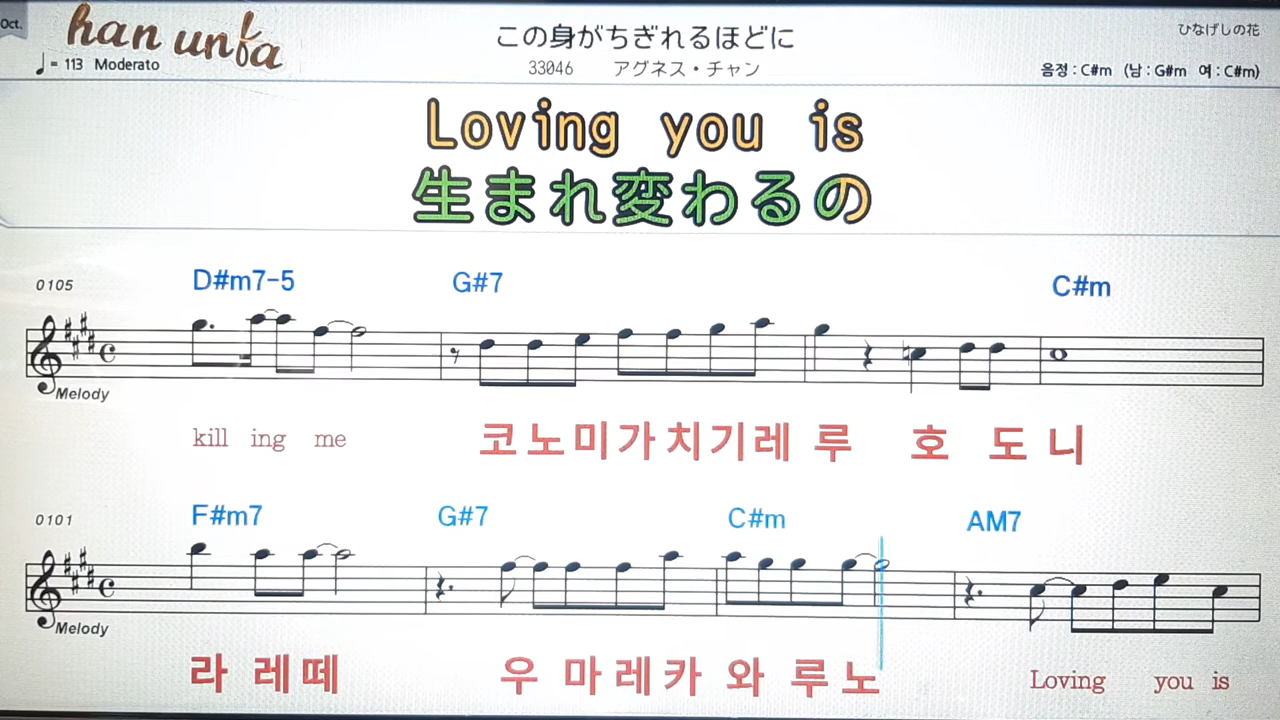 Oct.
han unfa
♩= 113 Moderato
この身がちぎれるほどに
33046 アグネス・チャン
ひなげしの花
음정 : C#m (남 : G#m 여 : C#m)
Loving you is
生まれ変わるの
0105
D#m7-5 G#7 C#m
Melody
kill ing me 코노미가치기레 루 호 도 니
0101
F#m7 G#7 C#m AM7
Melody
라 레떼 우 마레카 와 루노 Loving you is